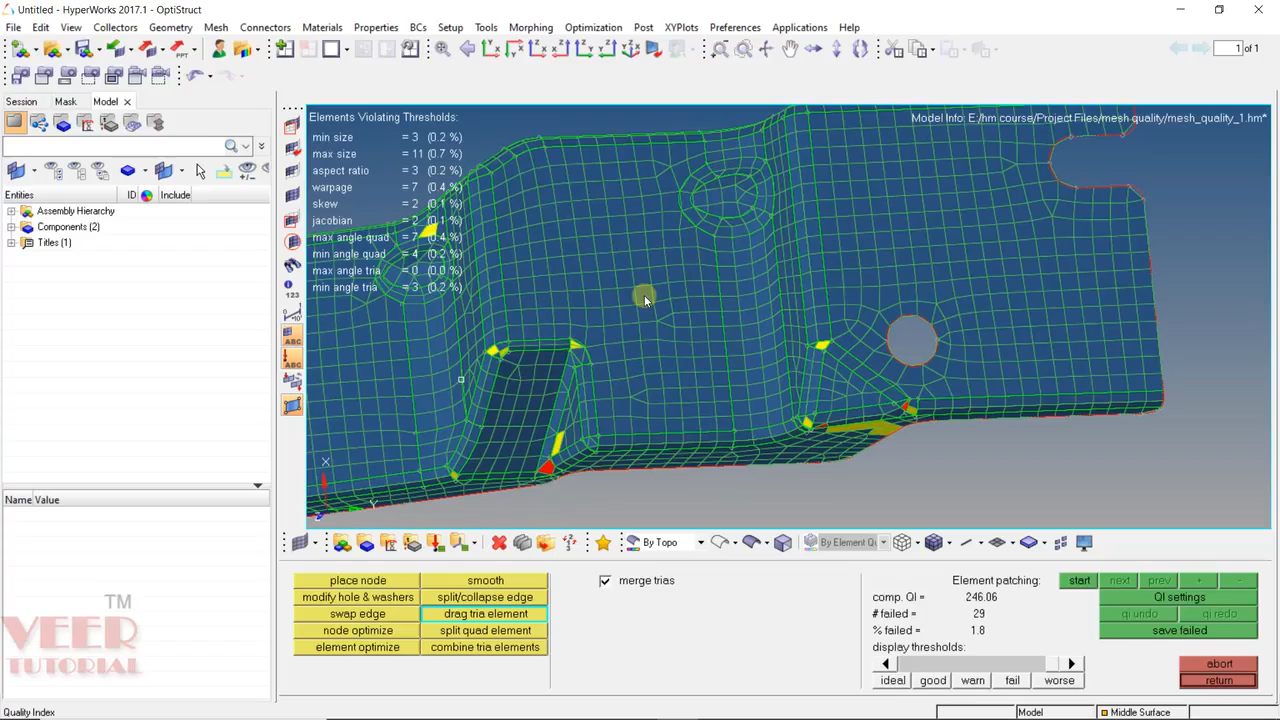 Untitled - HyperWorks 2017.1 - OptiStruct
File Edit View Collectors Geometry Mesh Connectors Materials Properties BCs Setup Tools Morphing Optimization Post XYPlots Preferences Applications Help
1 of 1
Session Mask Model
Entities ID Include
Assembly Hierarchy
Components (2)
Titles (1)
Name Value
Elements Violating Thresholds:
min size = 3 (0.2 %)
max size = 11 (0.7 %)
aspect ratio = 3 (0.2 %)
warpage = 7 (0.4 %)
skew = 2 (0.1 %)
jacobian = 2 (0.1 %)
max angle quad = 7 (0.4 %)
min angle quad = 4 (0.2 %)
max angle tria = 0 (0.0 %)
min angle tria = 3 (0.2 %)
Model Info: E:/hm course/Project Files/mesh quality/mesh_quality_1.hm*
123
ABC
ABC
X
Y
By Topo
By Element Qu
place node smooth
modify hole & washers split/collapse edge
swap edge drag tria element
node optimize split quad element
element optimize combine tria elements
merge trias
Element patching: start next prev + -
comp. QI = 246.06 QI settings
# failed = 29 qi undo qi redo
% failed = 1.8 save failed
display thresholds:
ideal good warn fail worse
abort
return
TM
VEER
TUTORIAL
Quality Index
Model
Middle Surface